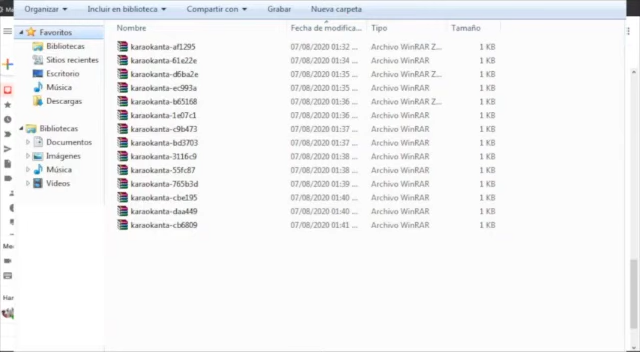 Organizar Incluir en biblioteca Compartir con Grabar Nueva carpeta
Favoritos
Bibliotecas
Sitios recientes
Escritorio
Música
Descargas
Bibliotecas
Documentos
Imágenes
Música
Vídeos
Nombre Fecha de modifica... Tipo Tamaño
karaokanta-af1295 07/08/2020 01:32 ... Archivo WinRAR Z... 1 KB
karaokanta-61e22e 07/08/2020 01:34 ... Archivo WinRAR 1 KB
karaokanta-d6ba2e 07/08/2020 01:35 ... Archivo WinRAR Z... 1 KB
karaokanta-ec993a 07/08/2020 01:35 ... Archivo WinRAR 1 KB
karaokanta-b65168 07/08/2020 01:36 ... Archivo WinRAR Z... 1 KB
karaokanta-1e07c1 07/08/2020 01:36 ... Archivo WinRAR 1 KB
karaokanta-c9b473 07/08/2020 01:37 ... Archivo WinRAR 1 KB
karaokanta-bd3703 07/08/2020 01:37 ... Archivo WinRAR 1 KB
karaokanta-3116c9 07/08/2020 01:38 ... Archivo WinRAR 1 KB
karaokanta-55fc87 07/08/2020 01:38 ... Archivo WinRAR 1 KB
karaokanta-765b3d 07/08/2020 01:39 ... Archivo WinRAR 1 KB
karaokanta-cbe195 07/08/2020 01:40 ... Archivo WinRAR 1 KB
karaokanta-daa449 07/08/2020 01:40 ... Archivo WinRAR 1 KB
karaokanta-cb6809 07/08/2020 01:41 ... Archivo WinRAR 1 KB